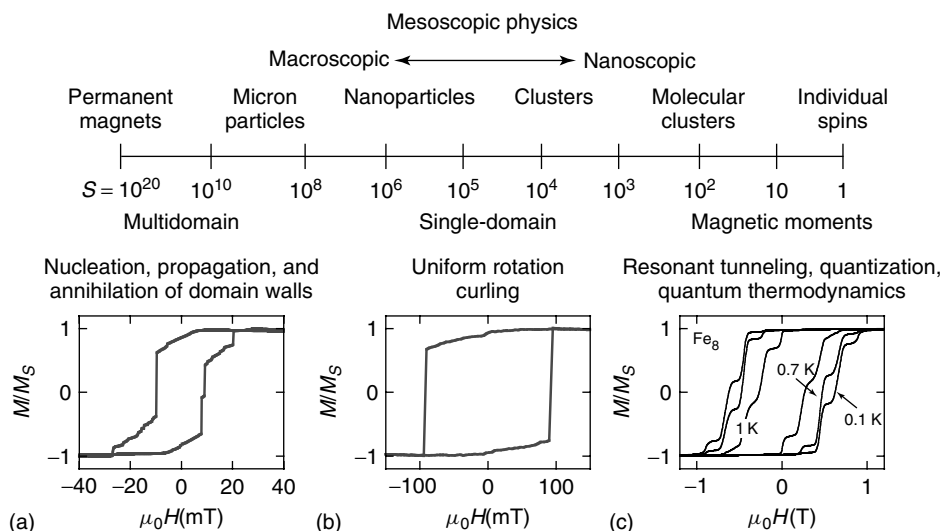 Mesoscopic physics
Macroscopic Nanoscopic
Permanent magnets Micron particles Nanoparticles Clusters Molecular clusters Individual spins
S = 10^20 10^10 10^8 10^6 10^5 10^4 10^3 10^2 10 1
Multidomain Single-domain Magnetic moments
Nucleation, propagation, and
annihilation of domain walls
Uniform rotation
curling
Resonant tunneling, quantization,
quantum thermodynamics
M/M_S
1
0
−1
−40 −20 0 20 40
(a) μ₀H(mT)
M/M_S
1
0
−1
−100 0 100
(b) μ₀H(mT)
M/M_S
1
0
−1
Fe₈
0.7 K
1 K
0.1 K
−1 0 1
(c) μ₀H(T)